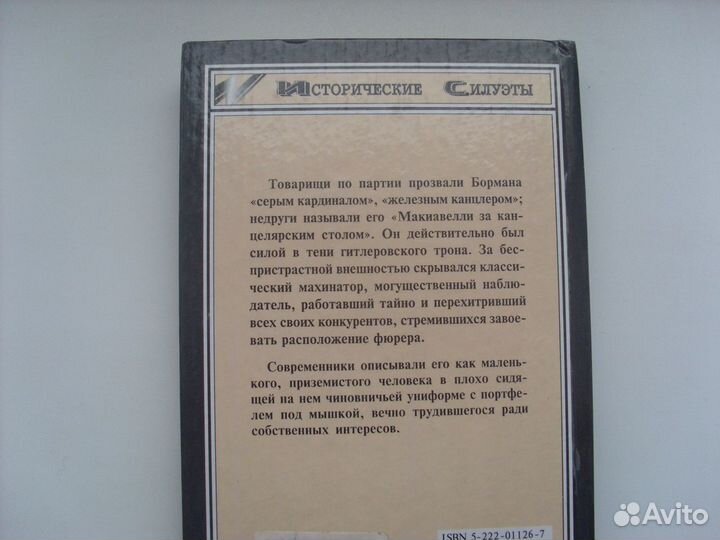 Исторические Силуэты
Товарищи по партии прозвали Бормана
«серым кардиналом», «железным канцлером»;
недруги называли его «Макиавелли за кан-
целярским столом». Он действительно был
силой в тени гитлеровского трона. За бес-
пристрастной внешностью скрывался класси-
ческий махинатор, могущественный наблю-
датель, работавший тайно и перехитривший
всех своих конкурентов, стремившихся завое-
вать расположение фюрера.
Современники описывали его как малень-
кого, приземистого человека в плохо сидя-
щей на нем чиновничьей униформе с портфе-
лем под мышкой, вечно трудившегося ради
собственных интересов.
ISBN 5-222-01126-7
Avito